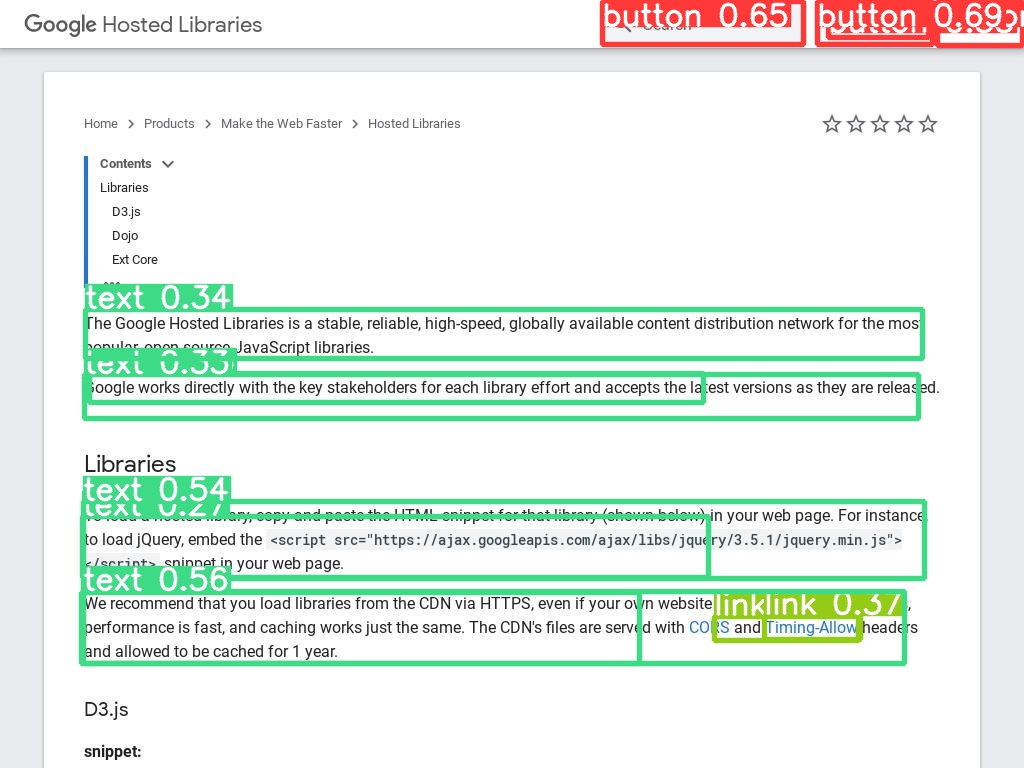 Google Hosted Libraries
button 0.65
button 0.69
Home > Products > Make the Web Faster > Hosted Libraries
Contents
Libraries
D3.js
Dojo
Ext Core
text 0.34
The Google Hosted Libraries is a stable, reliable, high-speed, globally available content distribution network for the most
popular, open source JavaScript libraries.
text 0.33
Google works directly with the key stakeholders for each library effort and accepts the latest versions as they are released.
Libraries
text 0.54
text 0.27
To load a hosted library, copy and paste the HTML snippet for that library (shown below) in your web page. For instance,
to load jQuery, embed the <script src="https://ajax.googleapis.com/ajax/libs/jquery/3.5.1/jquery.min.js">
</script> snippet in your web page.
text 0.56
We recommend that you load libraries from the CDN via HTTPS, even if your own website
link link 0.37
performance is fast, and caching works just the same. The CDN's files are served with CORS and Timing-Allow headers
and allowed to be cached for 1 year.
D3.js
snippet: